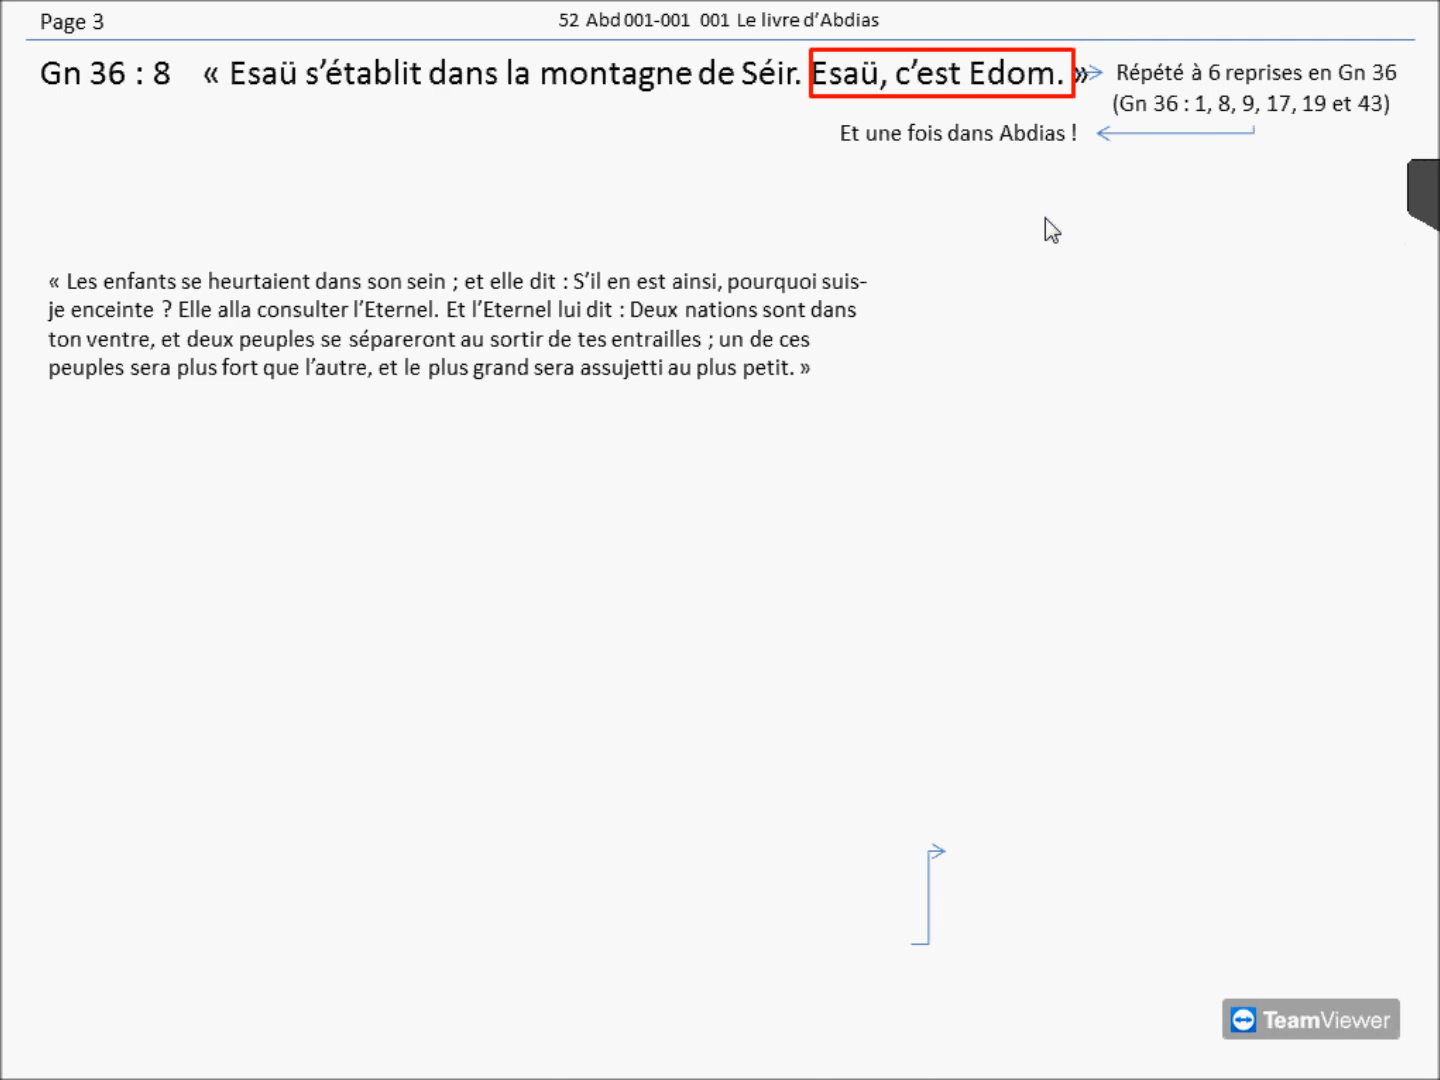 Page 3
52 Abd 001-001 001 Le livre d’Abdias
Gn 36 : 8 « Esaü s’établit dans la montagne de Séir. Esaü, c’est Edom. »
Répété à 6 reprises en Gn 36
(Gn 36 : 1, 8, 9, 17, 19 et 43)
Et une fois dans Abdias !
« Les enfants se heurtaient dans son sein ; et elle dit : S’il en est ainsi, pourquoi suis-
je enceinte ? Elle alla consulter l’Eternel. Et l’Eternel lui dit : Deux nations sont dans
ton ventre, et deux peuples se sépareront au sortir de tes entrailles ; un de ces
peuples sera plus fort que l’autre, et le plus grand sera assujetti au plus petit. »
TeamViewer